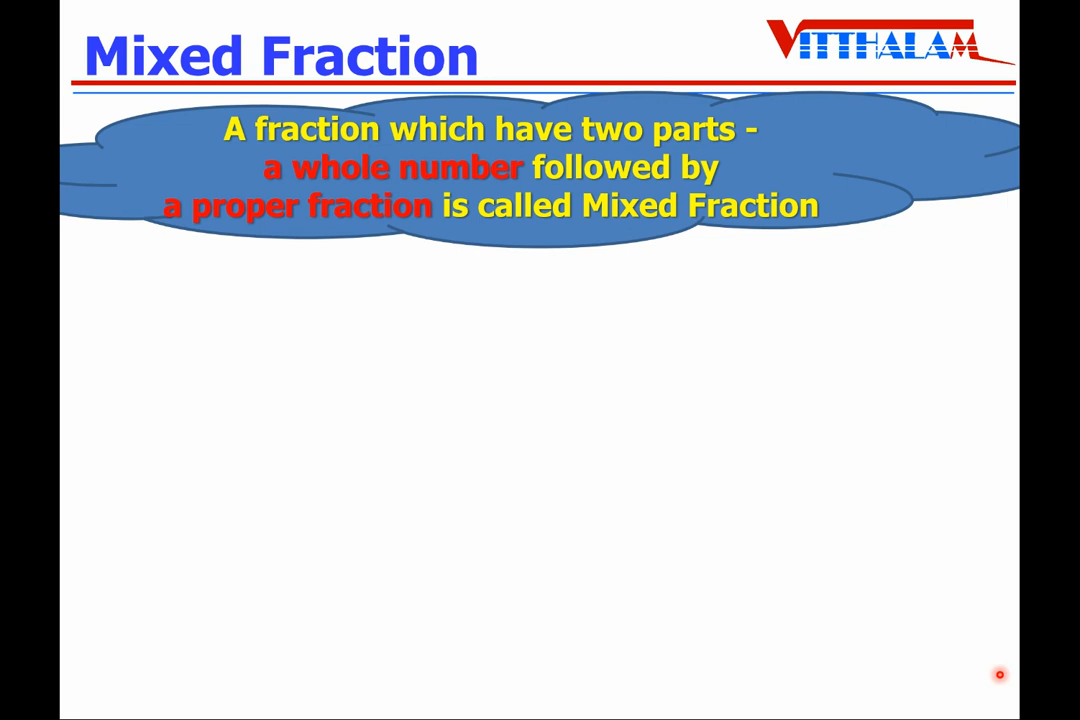 Mixed Fraction
VITTHALAM
A fraction which have two parts -
a whole number followed by
a proper fraction is called Mixed Fraction